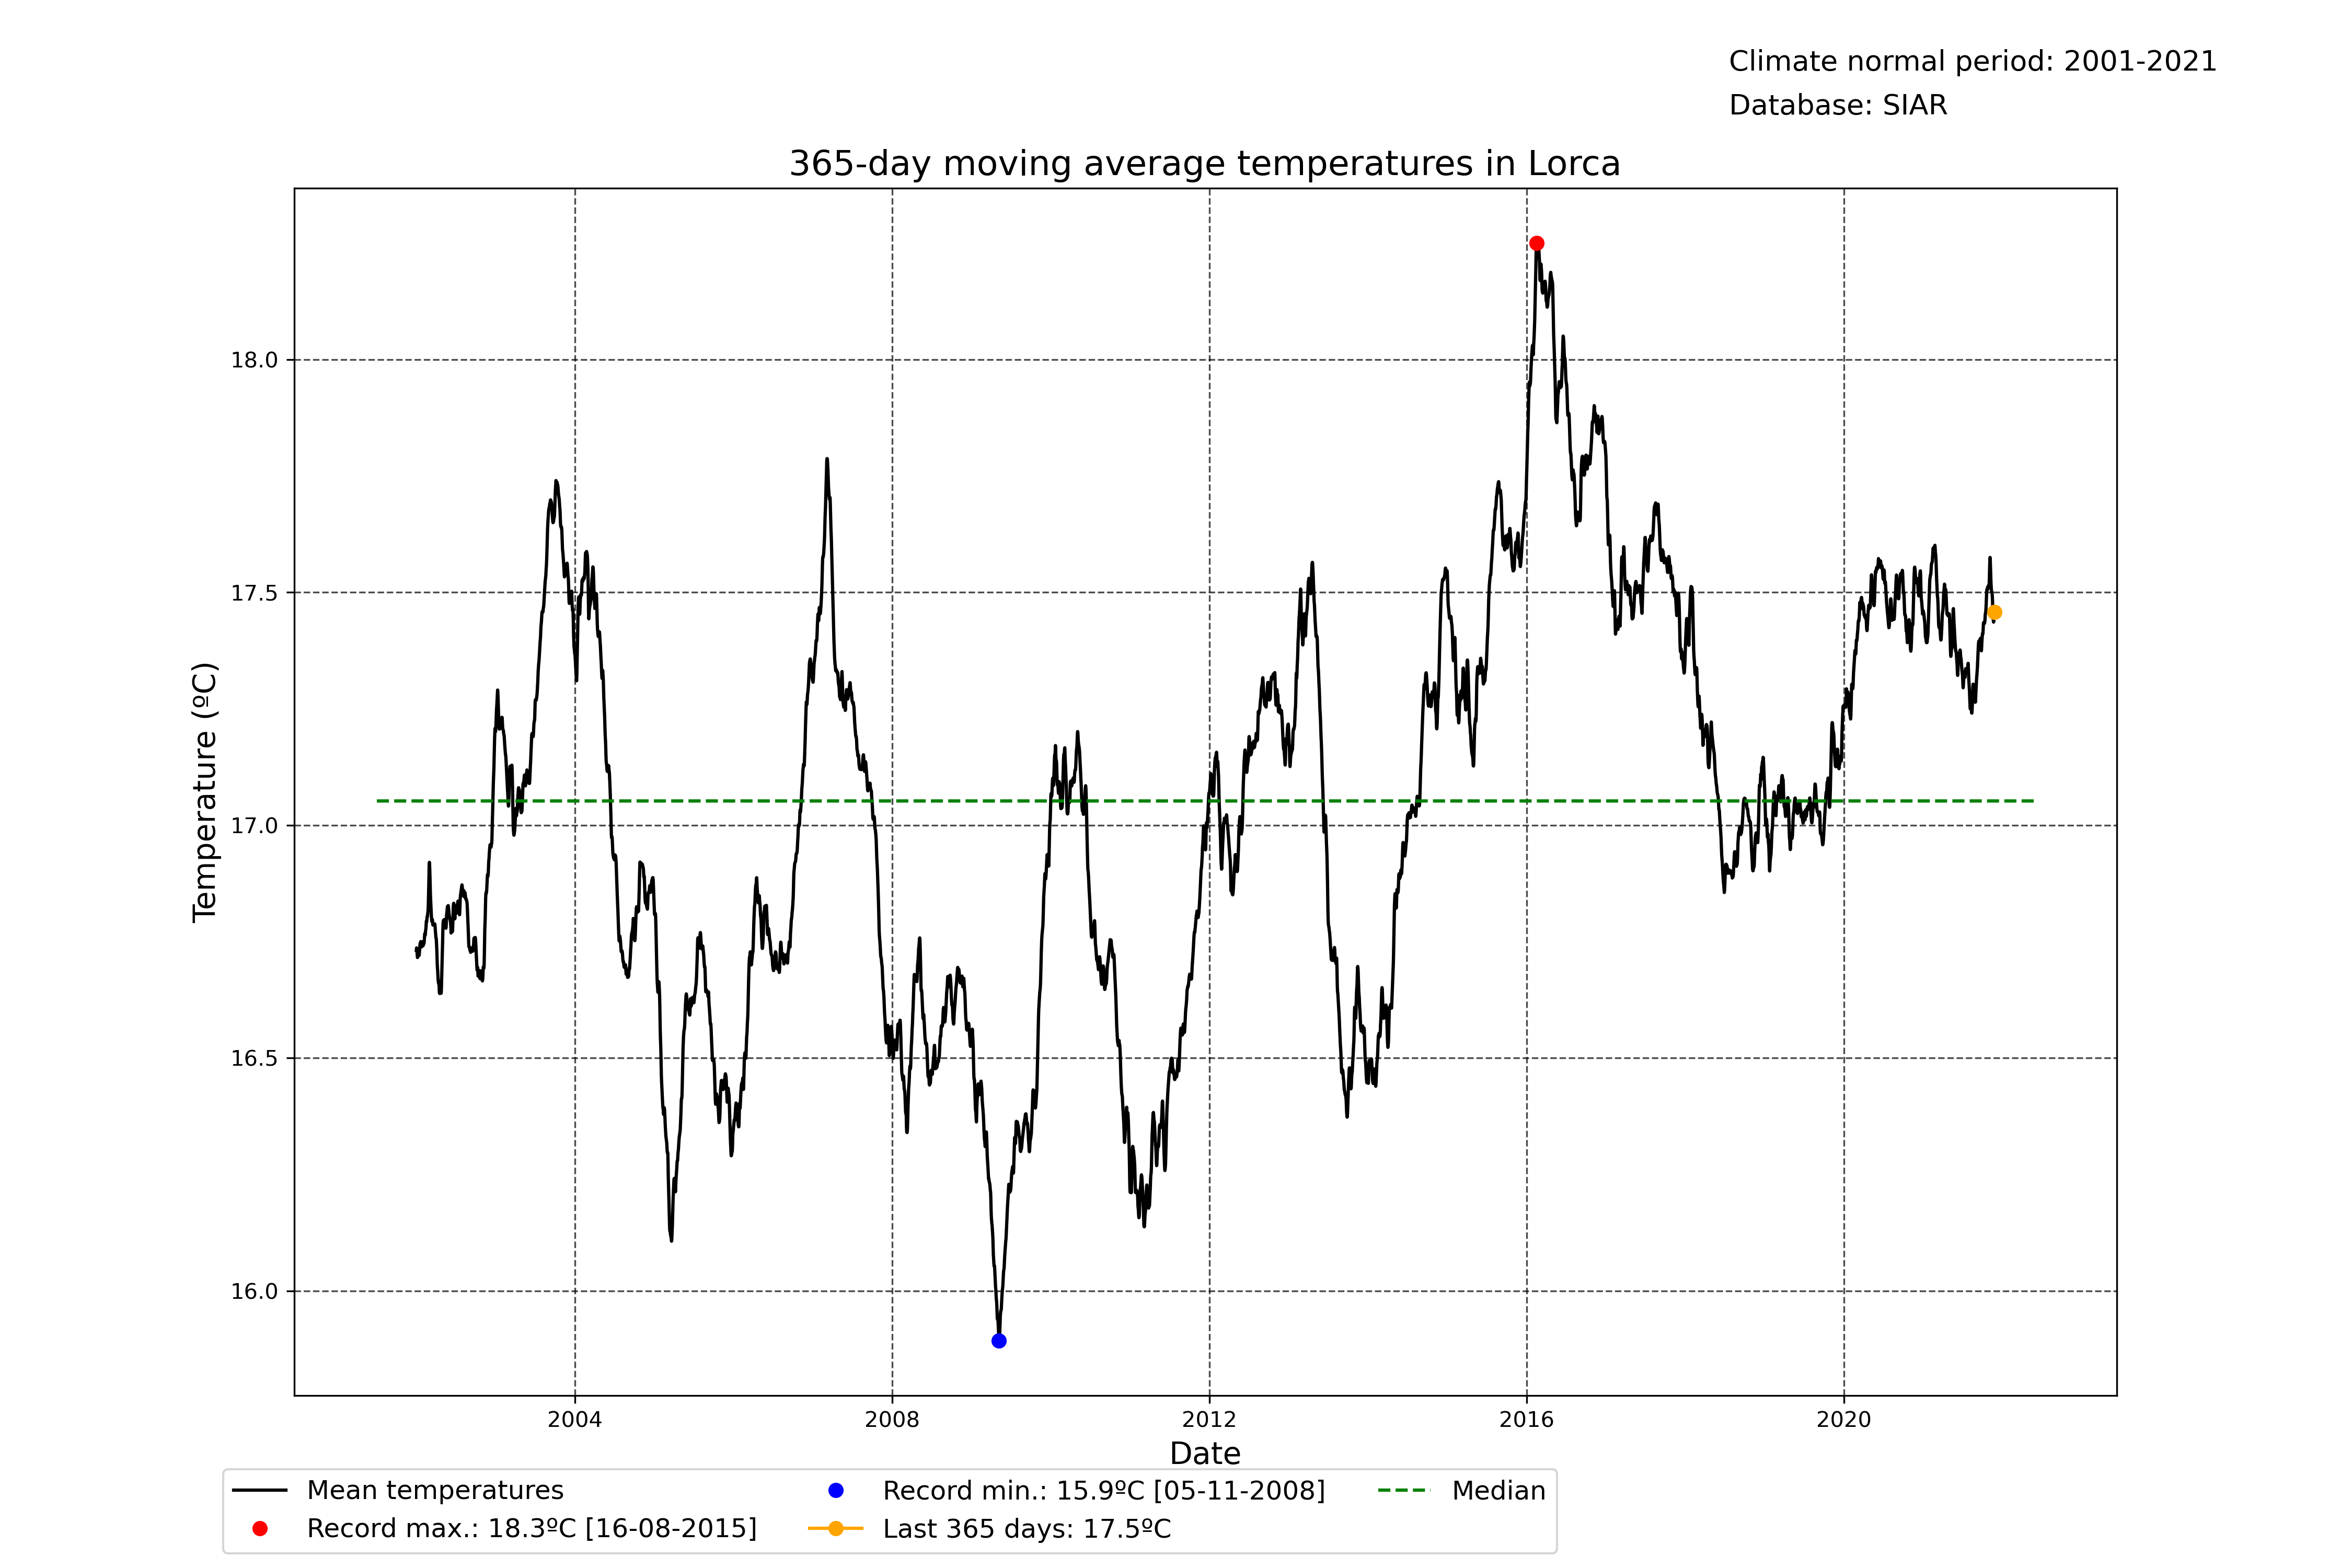 Climate normal period: 2001-2021
Database: SIAR
365-day moving average temperatures in Lorca
Temperature (ºC)
18.0
17.5
17.0
16.5
16.0
2004 2008 2012 2016 2020
Date
Mean temperatures
Record max.: 18.3ºC [16-08-2015]
Record min.: 15.9ºC [05-11-2008]
Last 365 days: 17.5ºC
Median